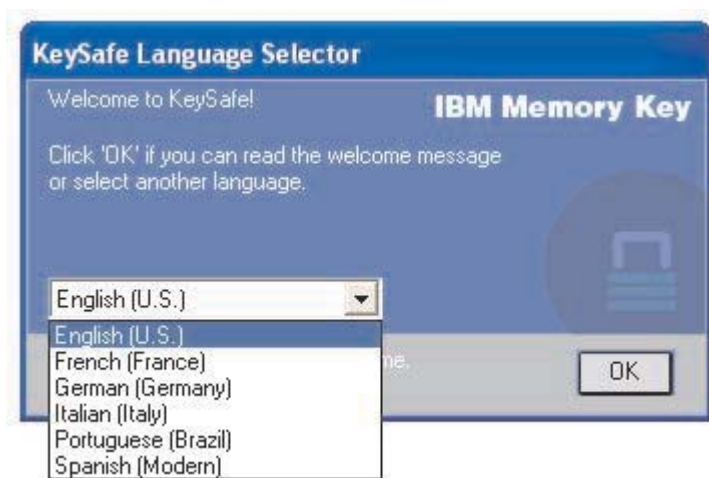 KeySafe Language Selector
Welcome to KeySafe!
IBM Memory Key
Click 'OK' if you can read the welcome message
or select another language.
English (U.S.)
English (U.S.)
French (France)
German (Germany)
Italian (Italy)
Portuguese (Brazil)
Spanish (Modern)
OK